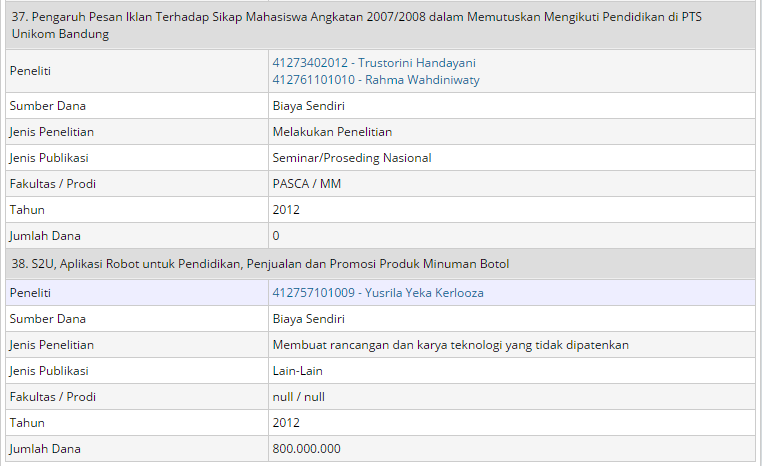 37. Pengaruh Pesan Iklan Terhadap Sikap Mahasiswa Angkatan 2007/2008 dalam Memutuskan Mengikuti Pendidikan di PTS
Unikom Bandung
Peneliti
41273402012 - Trustorini Handayani
412761101010 - Rahma Wahdiniwaty
Sumber Dana Biaya Sendiri
Jenis Penelitian Melakukan Penelitian
Jenis Publikasi Seminar/Proseding Nasional
Fakultas / Prodi PASCA / MM
Tahun 2012
Jumlah Dana 0
38. S2U, Aplikasi Robot untuk Pendidikan, Penjualan dan Promosi Produk Minuman Botol
Peneliti 412757101009 - Yusrila Yeka Kerlooza
Sumber Dana Biaya Sendiri
Jenis Penelitian Membuat rancangan dan karya teknologi yang tidak dipatenkan
Jenis Publikasi Lain-Lain
Fakultas / Prodi null / null
Tahun 2012
Jumlah Dana 800.000.000